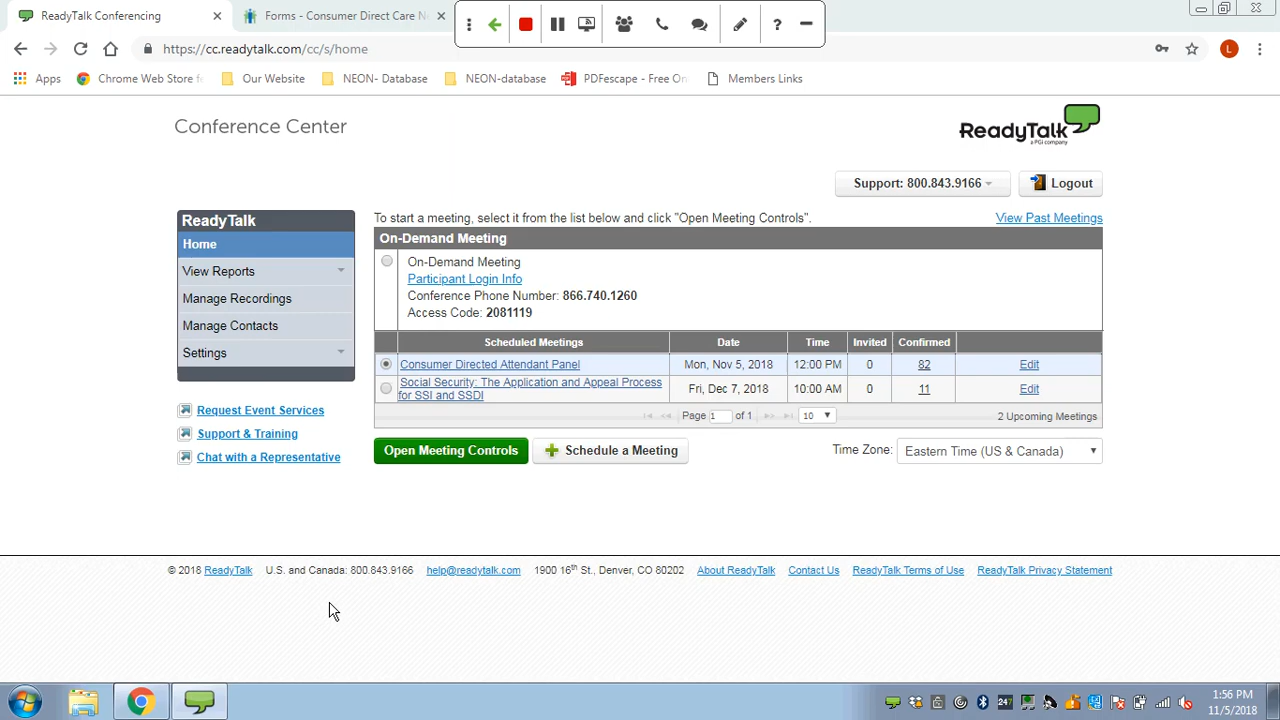 ReadyTalk Conferencing
Forms - Consumer Direct Care N
https://cc.readytalk.com/cc/s/home
L
Apps
Chrome Web Store fo
Our Website
NEON- Database
NEON-database
PDFescape - Free On
Members Links
Conference Center
ReadyTalk
a PGi company
Support: 800.843.9166
Logout
ReadyTalk
Home
View Reports
Manage Recordings
Manage Contacts
Settings
Request Event Services
Support & Training
Chat with a Representative
To start a meeting, select it from the list below and click "Open Meeting Controls".
View Past Meetings
On-Demand Meeting
On-Demand Meeting
Participant Login Info
Conference Phone Number: 866.740.1260
Access Code: 2081119
Scheduled Meetings Date Time Invited Confirmed
Consumer Directed Attendant Panel Mon, Nov 5, 2018 12:00 PM 0 82 Edit
Social Security: The Application and Appeal Process
for SSI and SSDI Fri, Dec 7, 2018 10:00 AM 0 11 Edit
Page 1 of 1 10 2 Upcoming Meetings
Open Meeting Controls
Schedule a Meeting
Time Zone: Eastern Time (US & Canada)
© 2018 ReadyTalk U.S. and Canada: 800.843.9166 help@readytalk.com 1900 16th St., Denver, CO 80202 About ReadyTalk Contact Us ReadyTalk Terms of Use ReadyTalk Privacy Statement
247
1:56 PM
11/5/2018